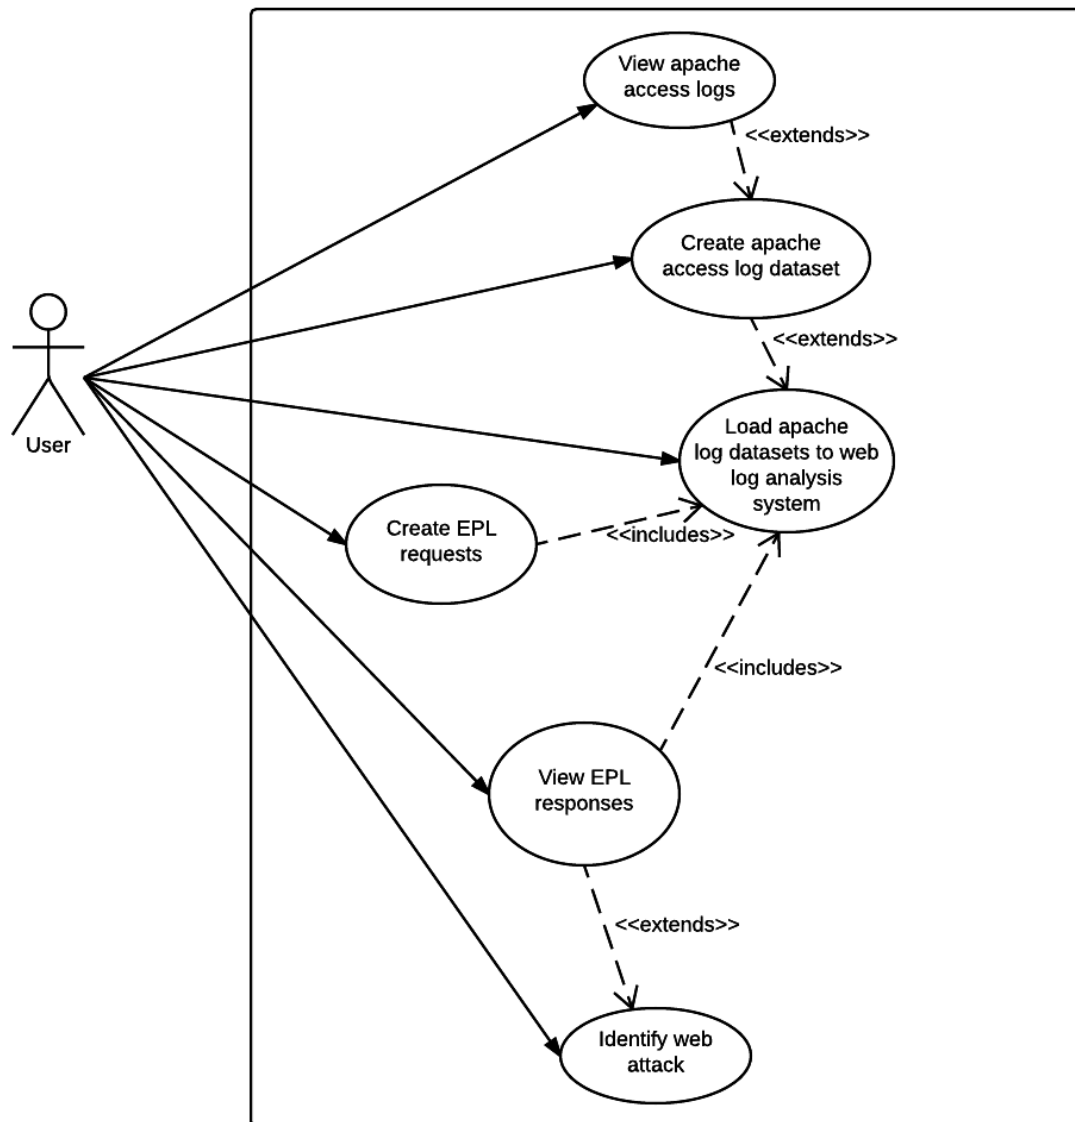 View apache
access logs
<<extends>>
Create apache
access log dataset
<<extends>>
User
Load apache
log datasets to web
log analysis
system
Create EPL
requests
<<includes>>
<<includes>>
View EPL
responses
<<extends>>
Identify web
attack